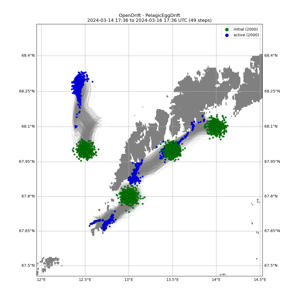 OpenDrift - PelagicEggDrift
2024-03-14 17:36 to 2024-03-16 17:36 UTC (49 steps)
initial (2000)
active (2000)
68.4°N 68.4°N
68.25°N 68.25°N
68.1°N 68.1°N
67.95°N 67.95°N
67.8°N 67.8°N
67.65°N 67.65°N
67.5°N 67.5°N
12°E 12.5°E 13°E 13.5°E 14°E 14.5°E